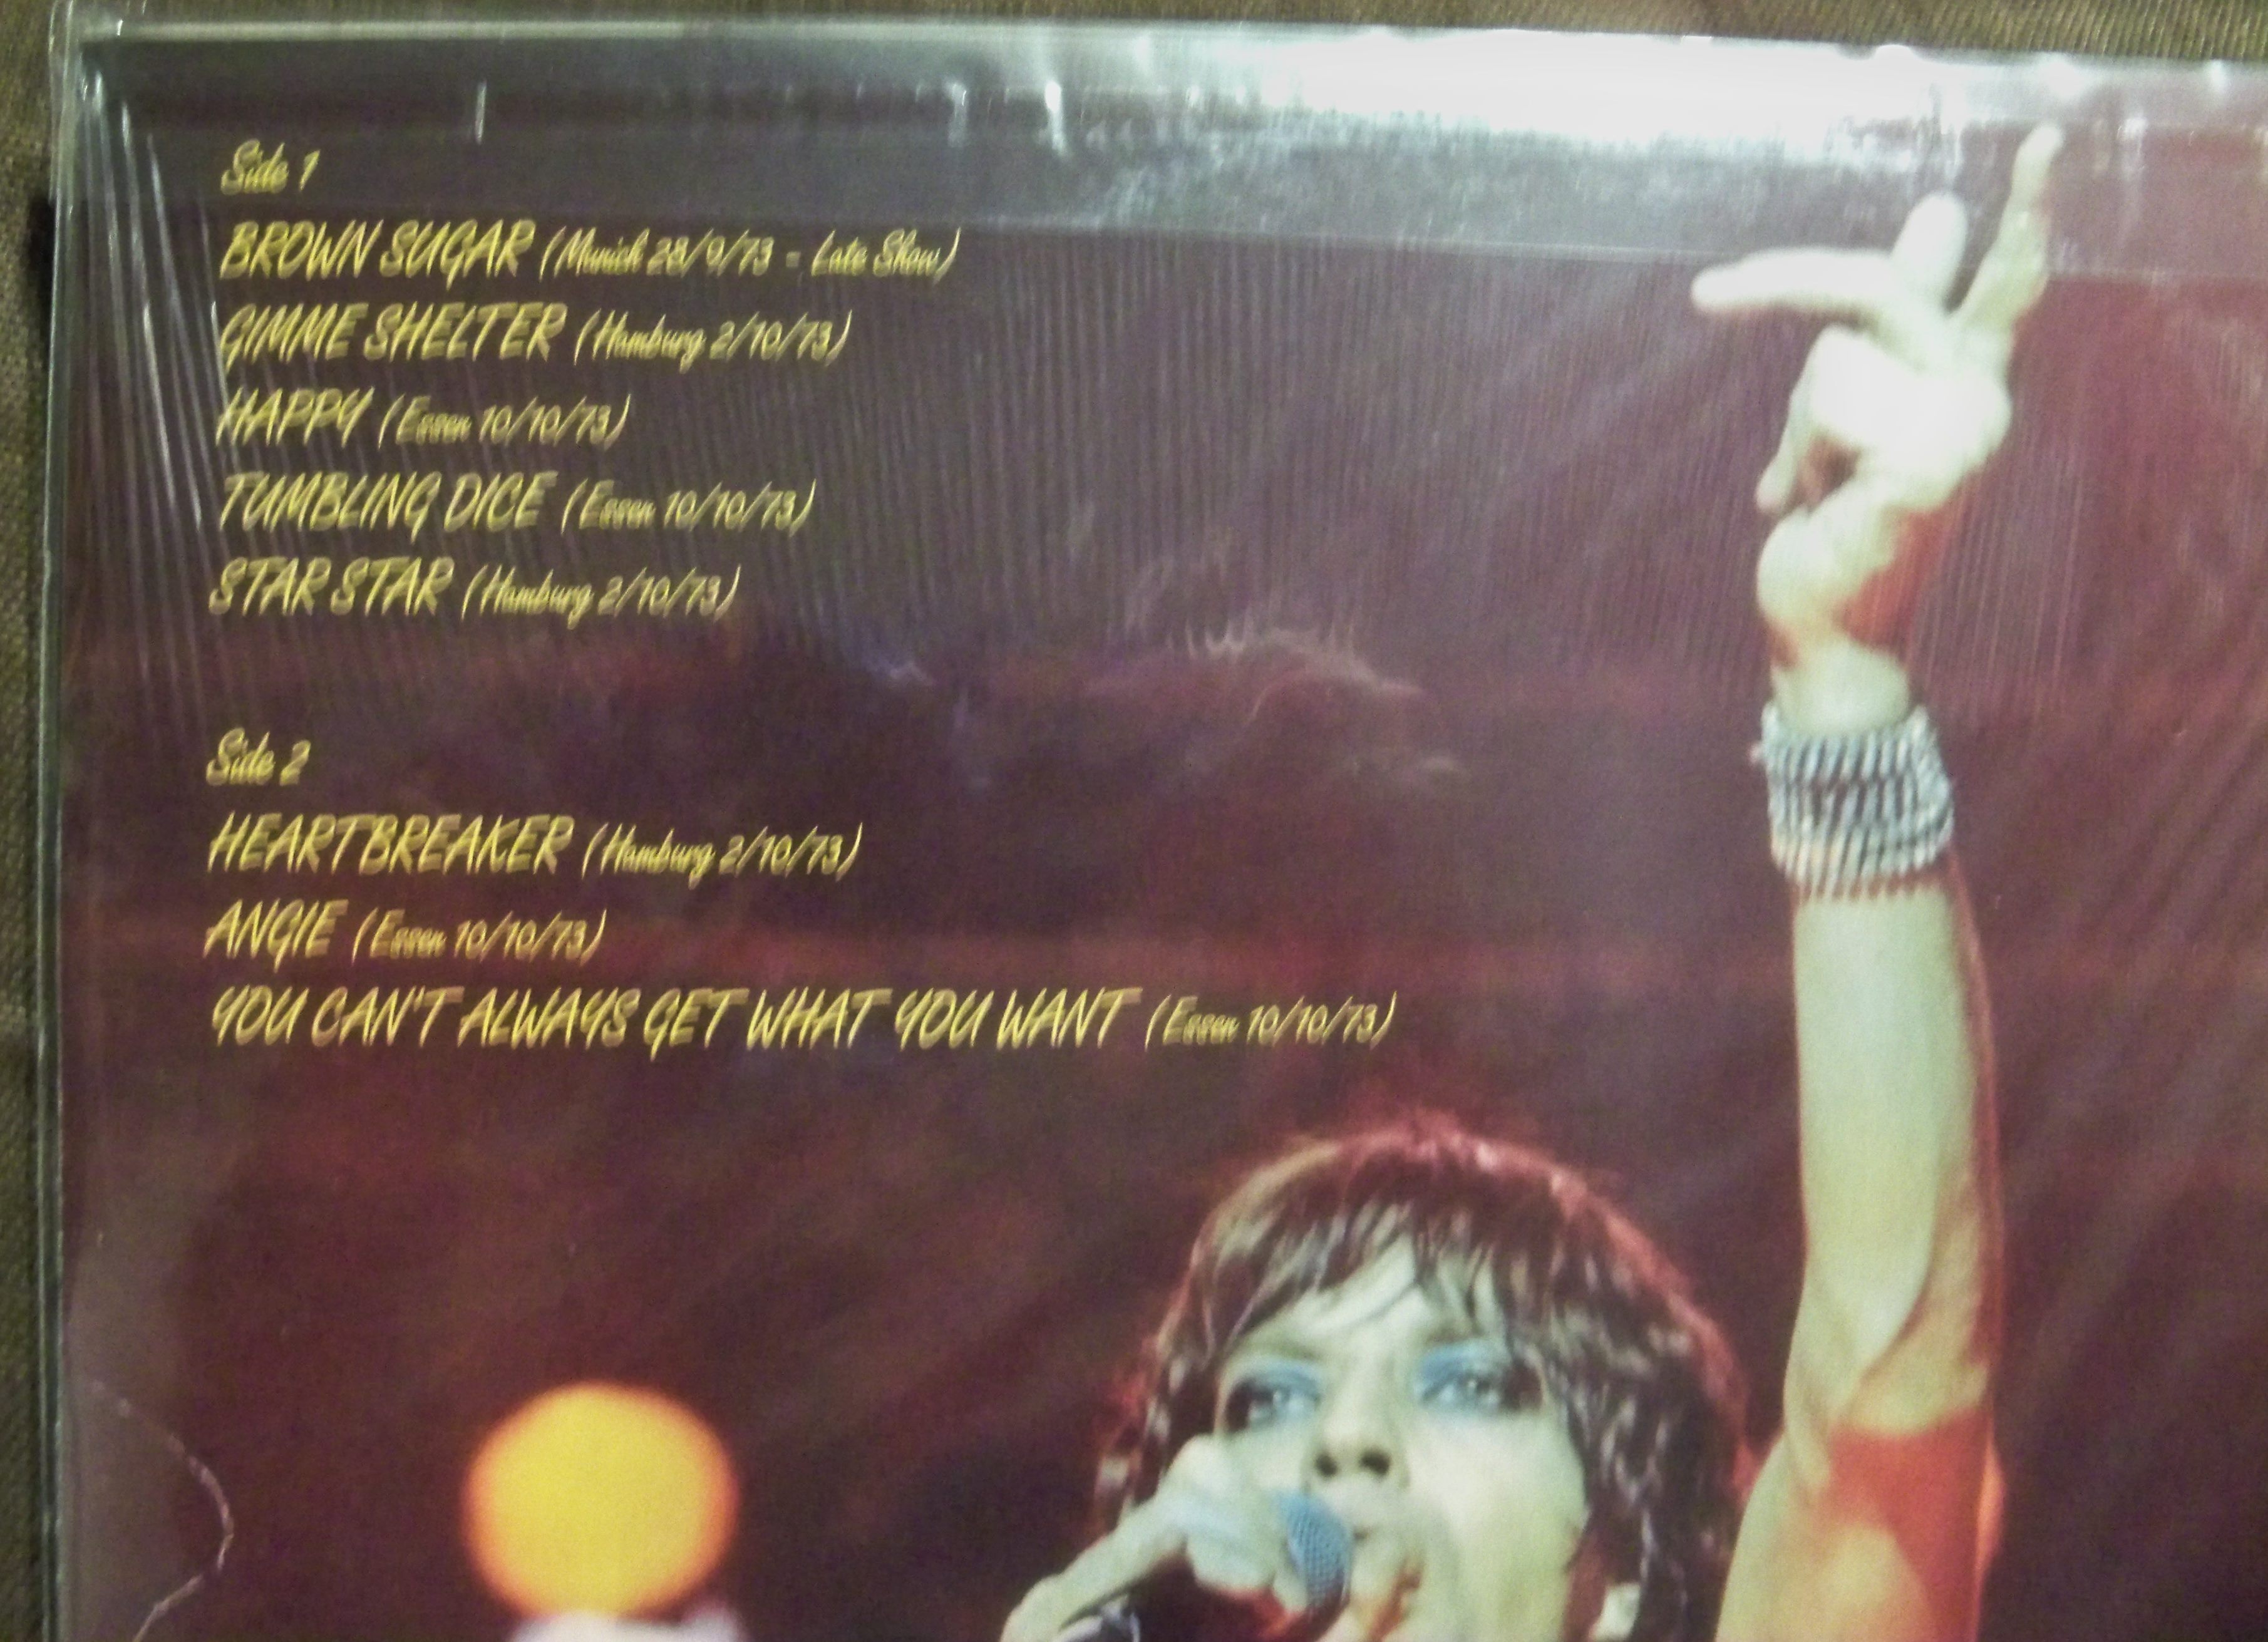 Side 1
BROWN SUGAR (Munich 28/9/73 - Late Show)
GIMME SHELTER (Hamburg 2/10/73)
HAPPY (Essen 10/10/73)
TUMBLING DICE (Essen 10/10/73)
STAR STAR (Hamburg 2/10/73)
Side 2
HEARTBREAKER (Hamburg 2/10/73)
ANGIE (Essen 10/10/73)
YOU CAN'T ALWAYS GET WHAT YOU WANT (Essen 10/10/73)